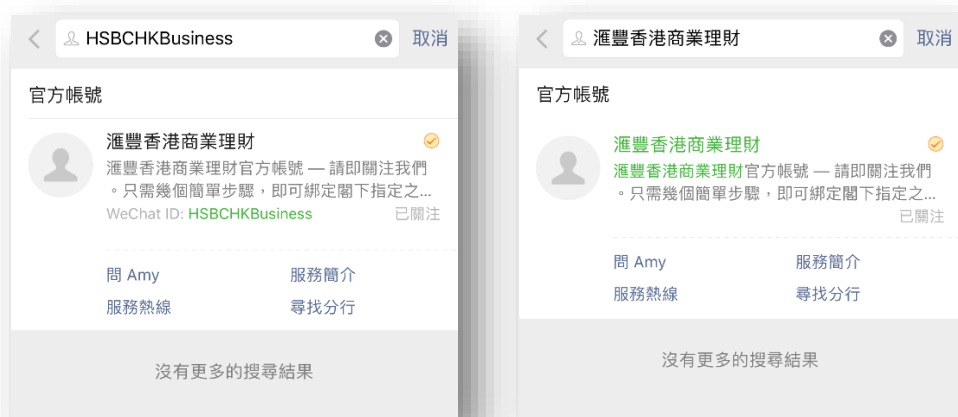 HSBCHKBusiness
取消
官方帳號
滙豐香港商業理財
滙豐香港商業理財官方帳號 — 請即關注我們
。只需幾個簡單步驟，即可綁定閣下指定之...
WeChat ID: HSBCHKBusiness
已關注
問 Amy
服務簡介
服務熱線
尋找分行
沒有更多的搜尋結果
滙豐香港商業理財
取消
官方帳號
滙豐香港商業理財
滙豐香港商業理財官方帳號 — 請即關注我們
。只需幾個簡單步驟，即可綁定閣下指定之...
已關注
問 Amy
服務簡介
服務熱線
尋找分行
沒有更多的搜尋結果